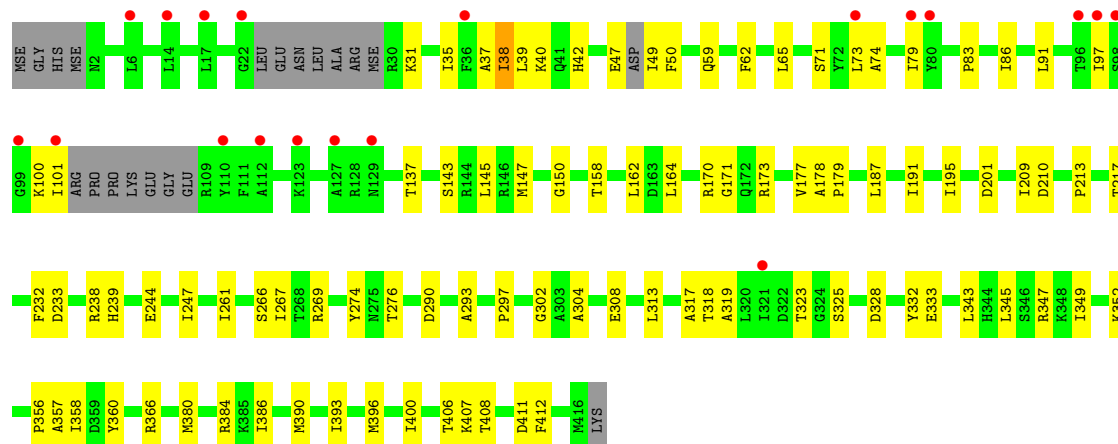 MSE GLY HIS MSE N2 L6 L14 L17 G22 LEU GLU ASN LEU ALA ARG MSE R30 K31 I35 F36 A37 I38 L39 K40 Q41 H42 E47 ASP I49 F50 Q59 F62 L65 S71 Y72 L73 A74 I79 Y80 P83 I86 L91 T96 I97 S98
G99 K100 I101 ARG PRO PRO LYS GLU GLY GLU R109 Y110 F111 A112 K123 A127 R128 N129 T137 S143 R144 L145 R146 M147 G150 T158 L162 D163 L164 R170 G171 Q172 R173 V177 A178 P179 L187 I191 I195 D201 I209 D210 P213 T217
F232 D233 R238 H239 E244 I247 I261 S266 I267 T268 R269 Y274 N275 T276 D290 A293 P297 G302 A303 A304 E308 L313 A317 T318 A319 L320 I321 D322 T323 G324 S325 D328 Y332 E333 L343 H344 L345 S346 R347 K348 I349 K352
P356 A357 I358 D359 Y360 R366 M380 R384 K385 I386 M390 I393 M396 I400 T406 K407 T408 D411 F412 M416 LYS